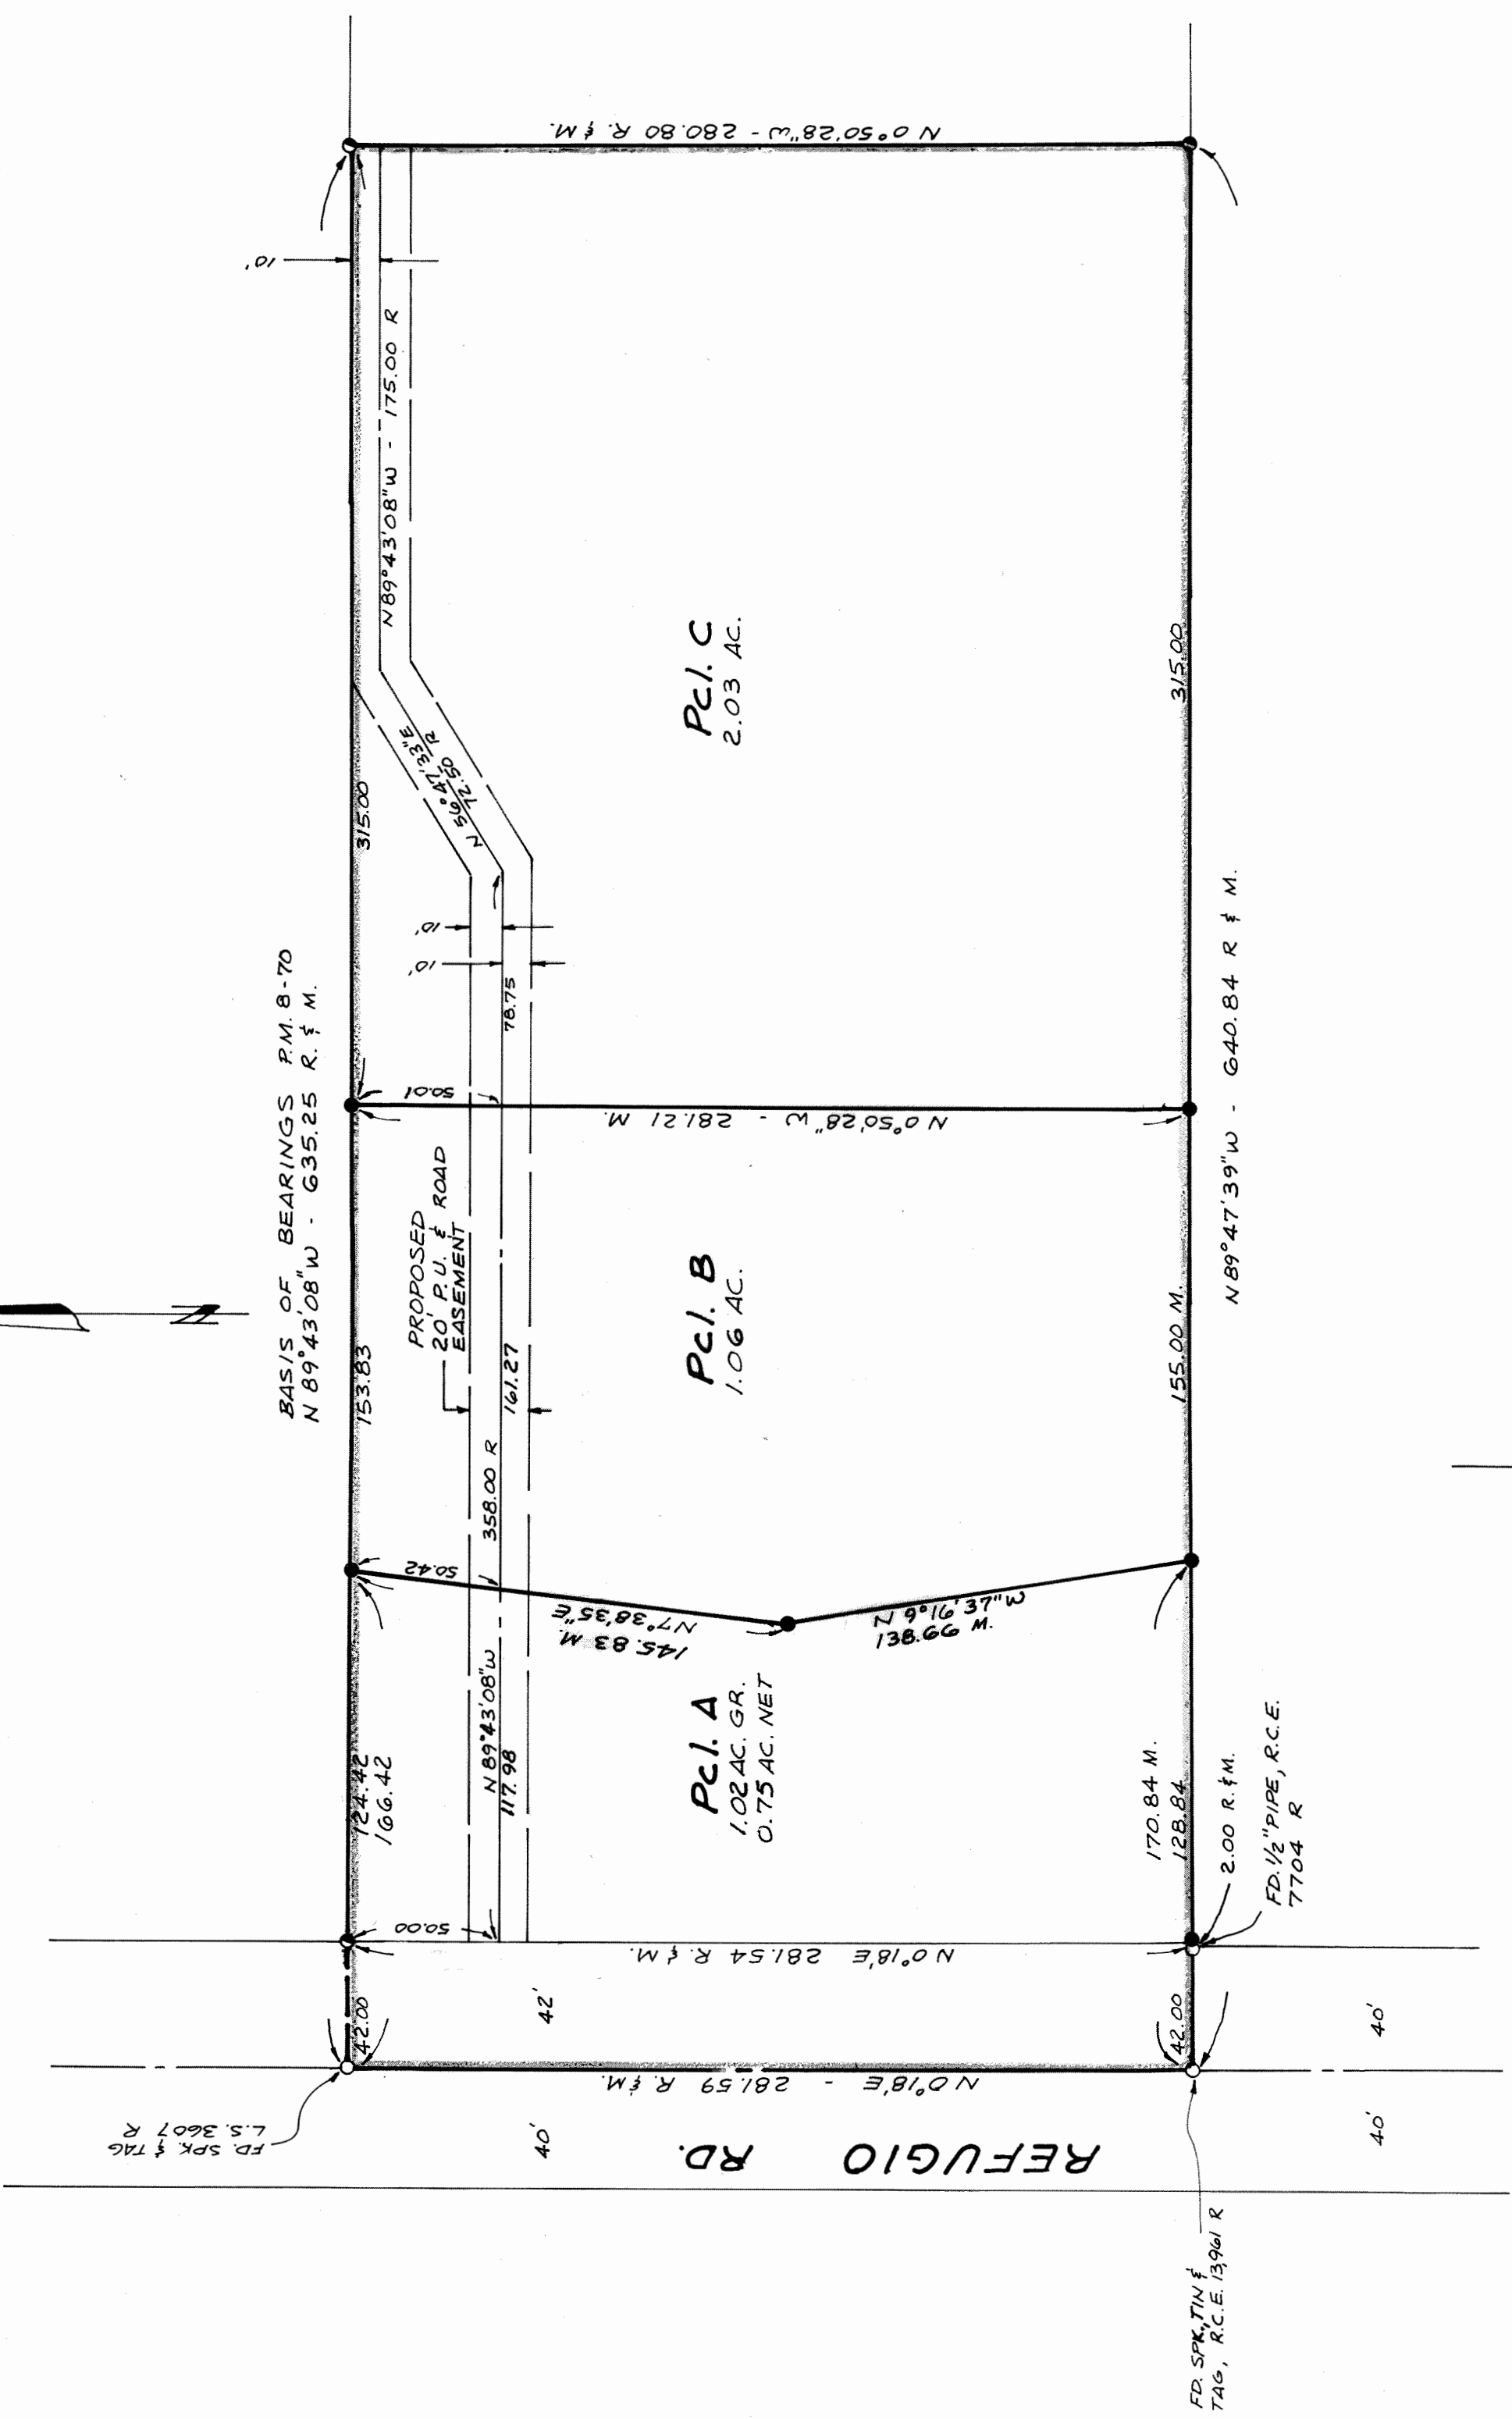 N 0°50'28"W - 280.80 R. & M.
10'
N89°43'08"W - 175.00 R
N 56°47'33"E
72.50 R
Pcl. C
2.03 AC.
315.00
315.00
10'
10'
78.75
BASIS OF BEARINGS P.M. 8-70
N 89°43'08"W - 635.25 R. & M.
N89°47'39"W - 640.84 R & M.
50.01
N 0°50'28"W - 281.21 M.
PROPOSED
20' P.U. & ROAD
EASEMENT
N
153.83
161.27
Pcl. B
1.06 AC.
155.00 M.
358.00 R
50.42
N7°38'35"E
145.83 M.
N 9°16'37"W
138.66 M.
N 89°43'08"W
117.98
124.42
166.42
Pcl. A
1.02 AC. GR.
0.75 AC. NET
170.84 M.
128.84
2.00 R. & M.
FD. 1/2" PIPE, R.C.E.
7704 R
50.00
N 0°18'E 281.54 R. & M.
42.00
42'
42.00
40'
N 0°18'E - 281.59 R. & M.
FD. SPK. & TAG
L.S. 3607 R
40'
REFUGIO RD.
40'
FD. SPK., TIN &
TAG, R.C.E. 13,961 R